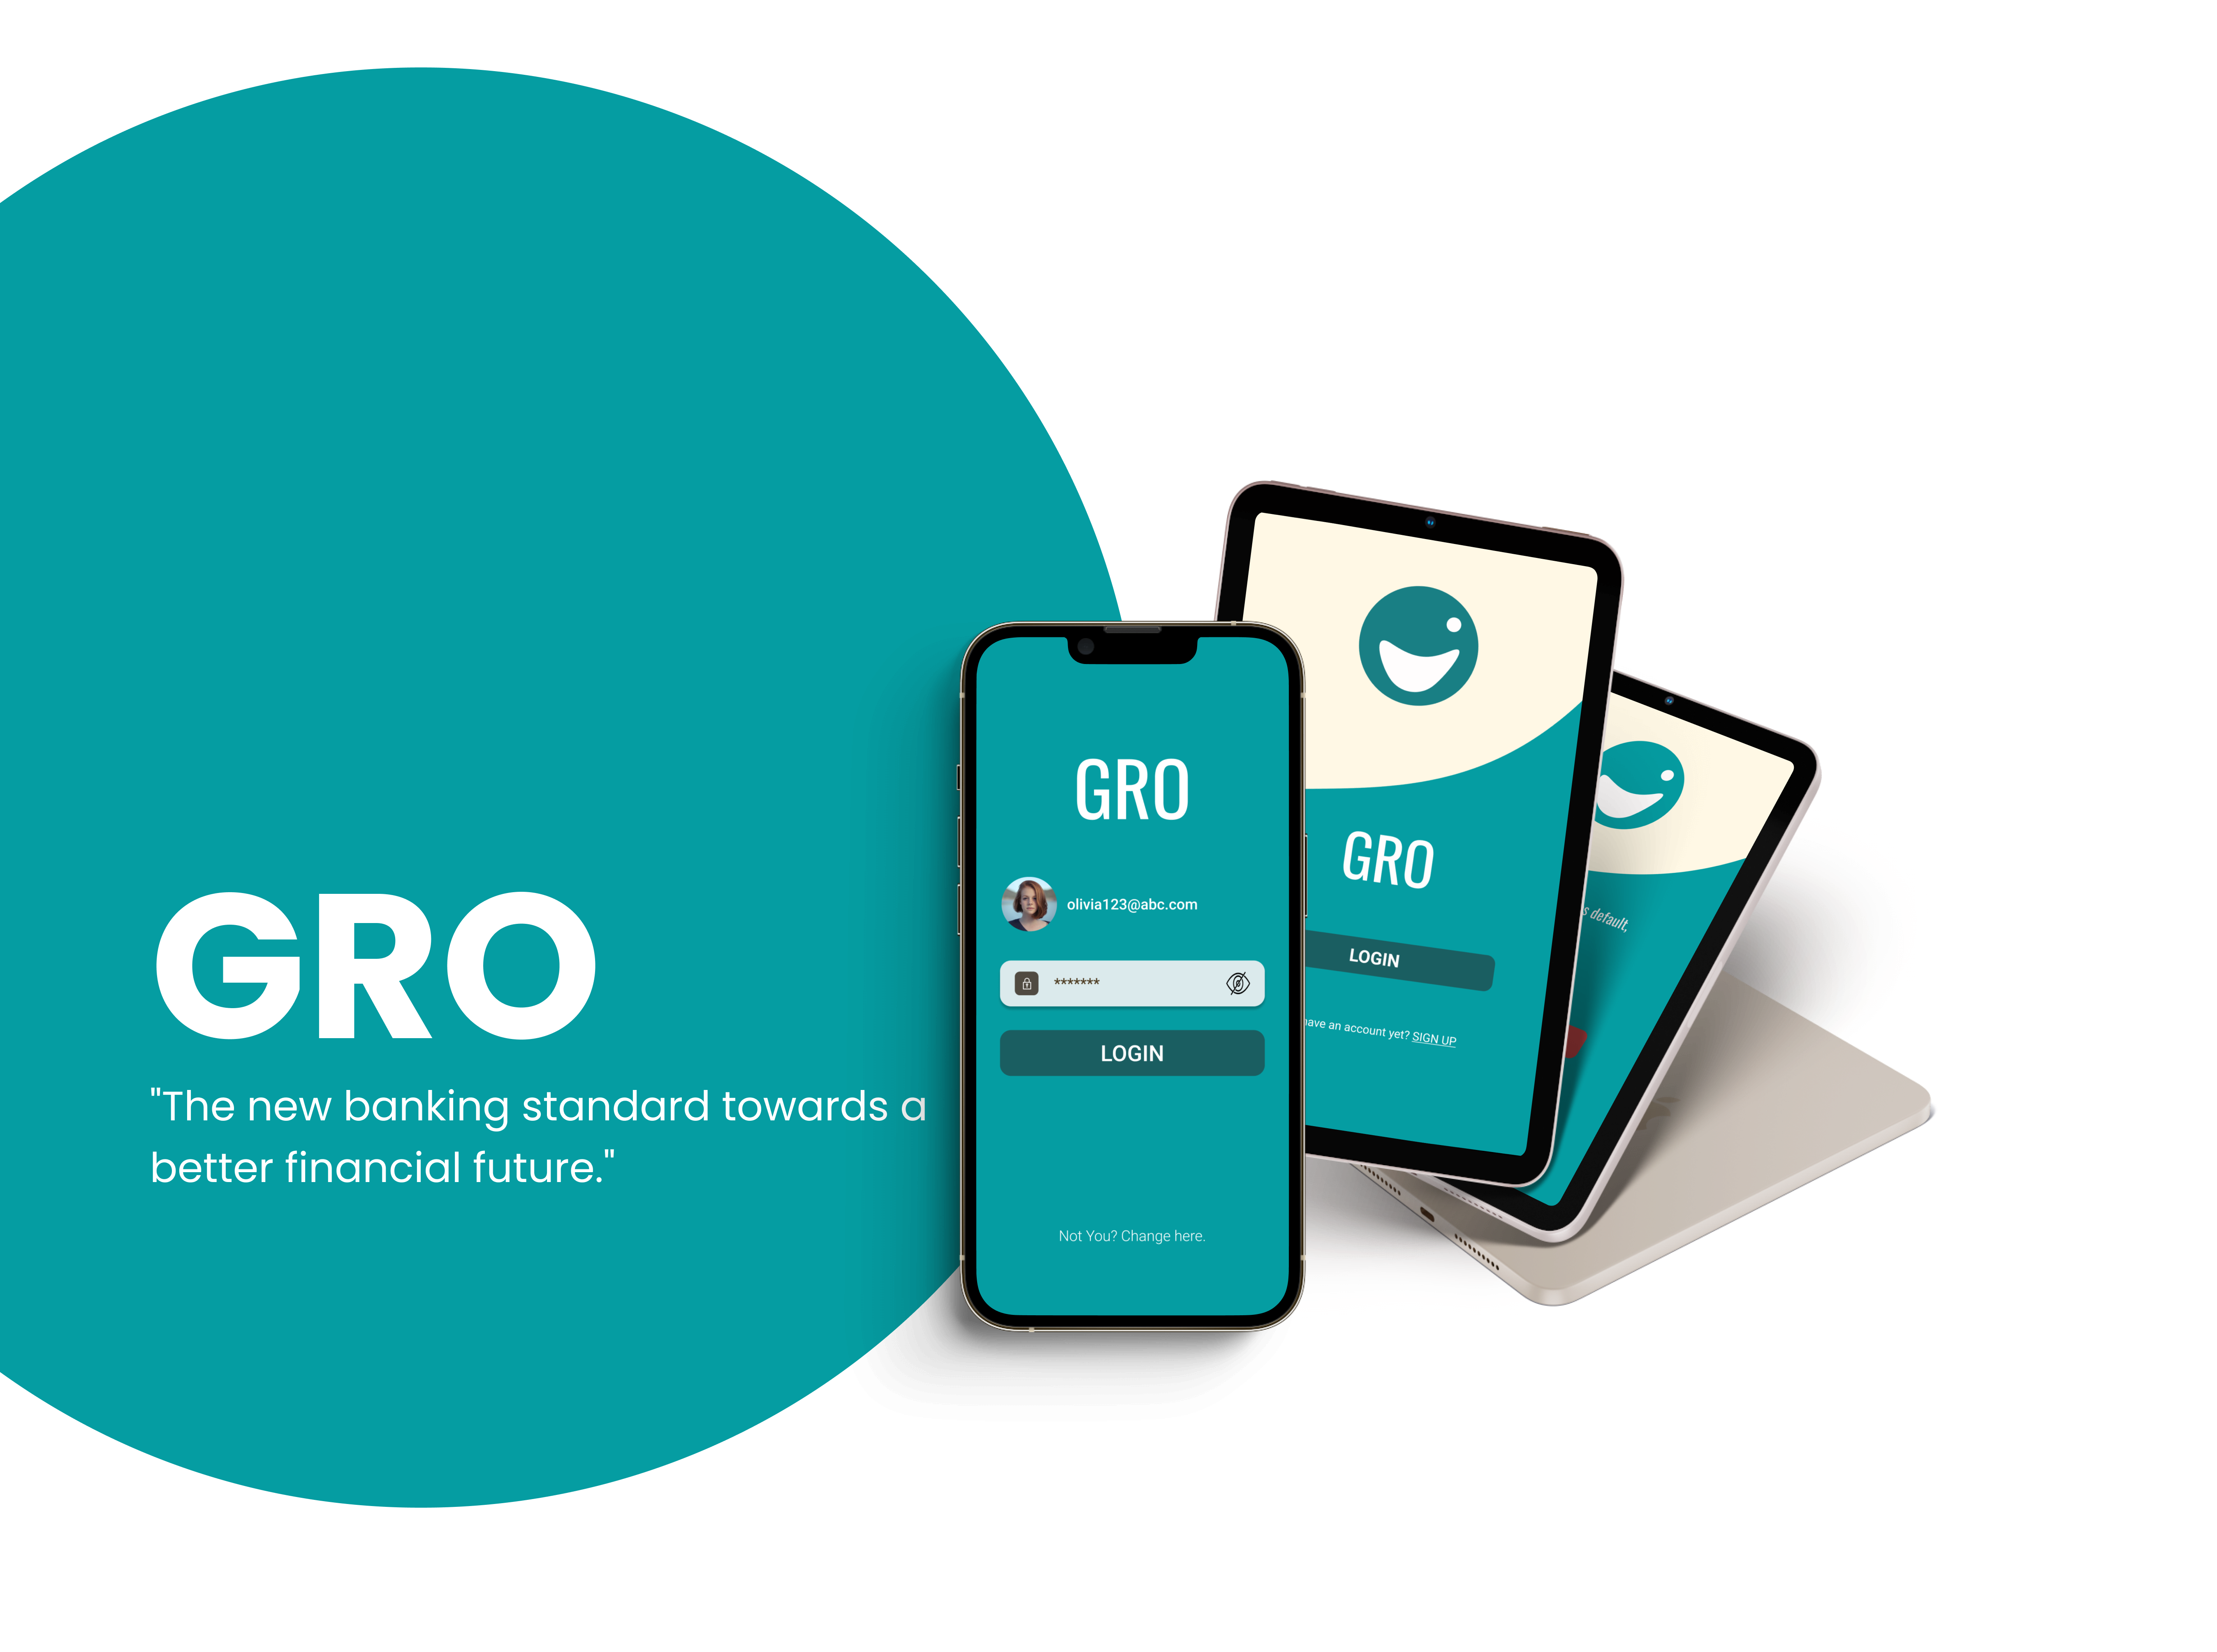 GRO
"The new banking standard towards a
better financial future."
GRO
olivia123@abc.com
*******
LOGIN
Not You? Change here.
GRO
LOGIN
have an account yet? SIGN UP
default,